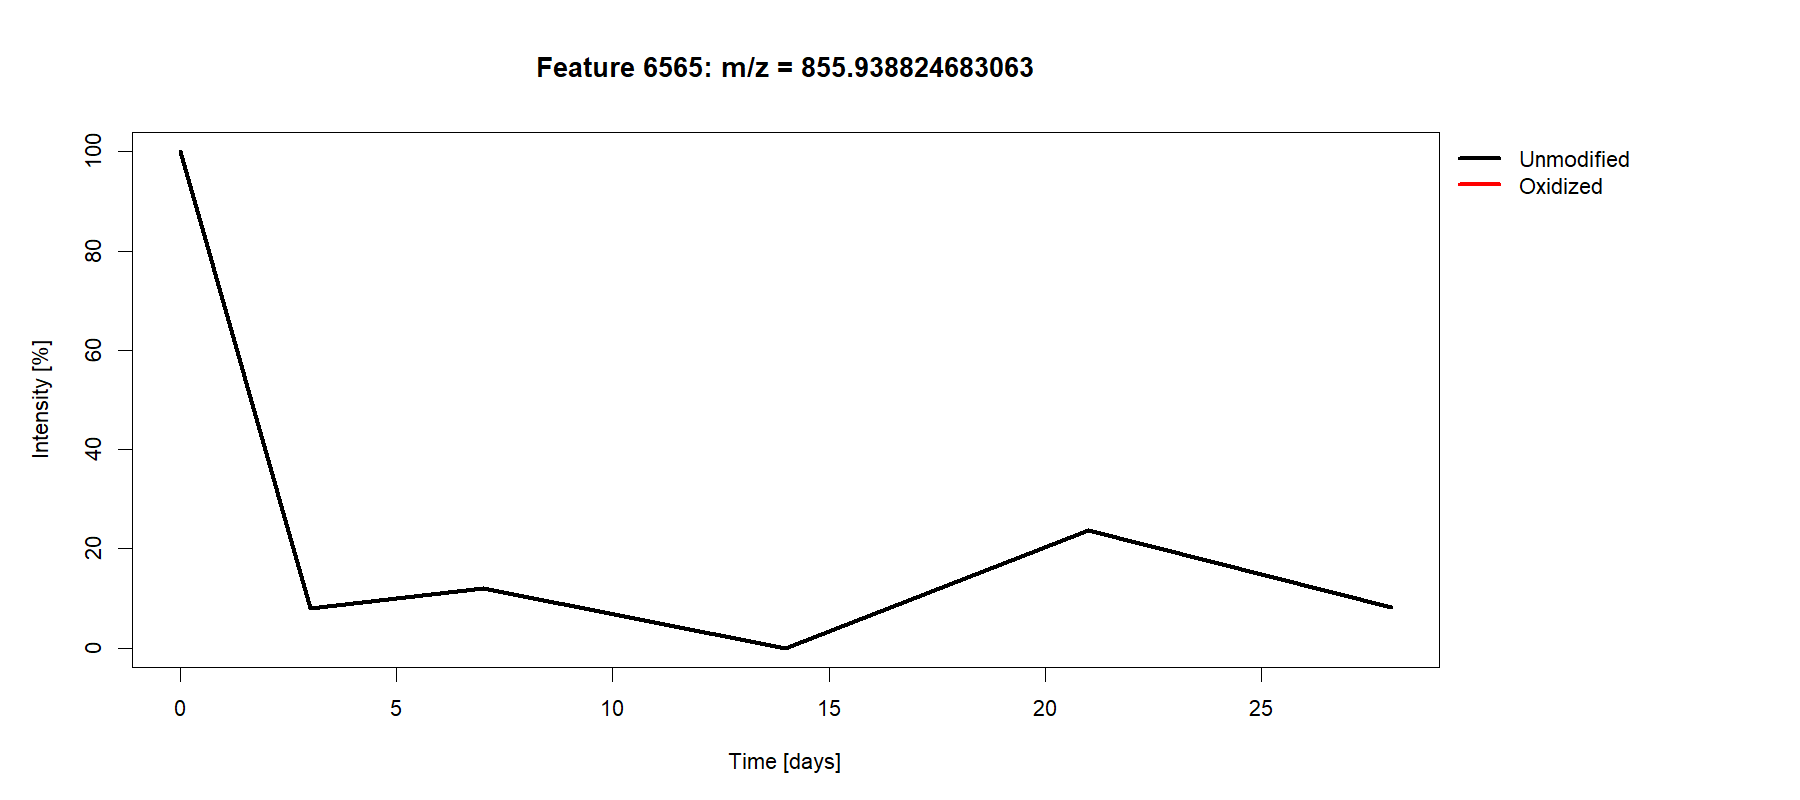 Feature 6565: m/z = 855.938824683063
Unmodified
Oxidized
Intensity [%]
100
80
60
40
20
0
0 5 10 15 20 25
Time [days]